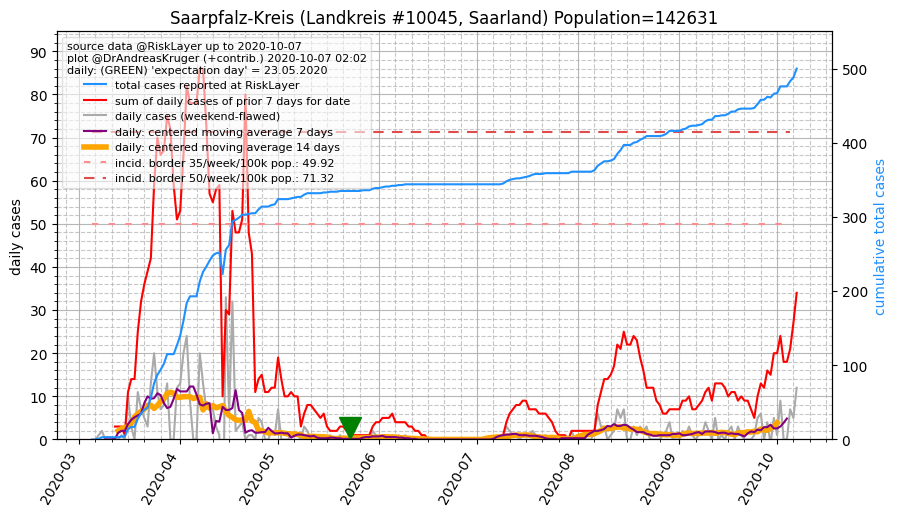 Saarpfalz-Kreis (Landkreis #10045, Saarland) Population=142631
source data @RiskLayer up to 2020-10-07
plot @DrAndreasKruger (+contrib.) 2020-10-07 02:02
daily: (GREEN) 'expectation day' = 23.05.2020
total cases reported at RiskLayer
sum of daily cases of prior 7 days for date
daily cases (weekend-flawed)
daily: centered moving average 7 days
daily: centered moving average 14 days
incid. border 35/week/100k pop.: 49.92
incid. border 50/week/100k pop.: 71.32
daily cases
90
80
70
60
50
40
30
20
10
0
cumulative total cases
500
400
300
200
100
0
2020-03
2020-04
2020-05
2020-06
2020-07
2020-08
2020-09
2020-10